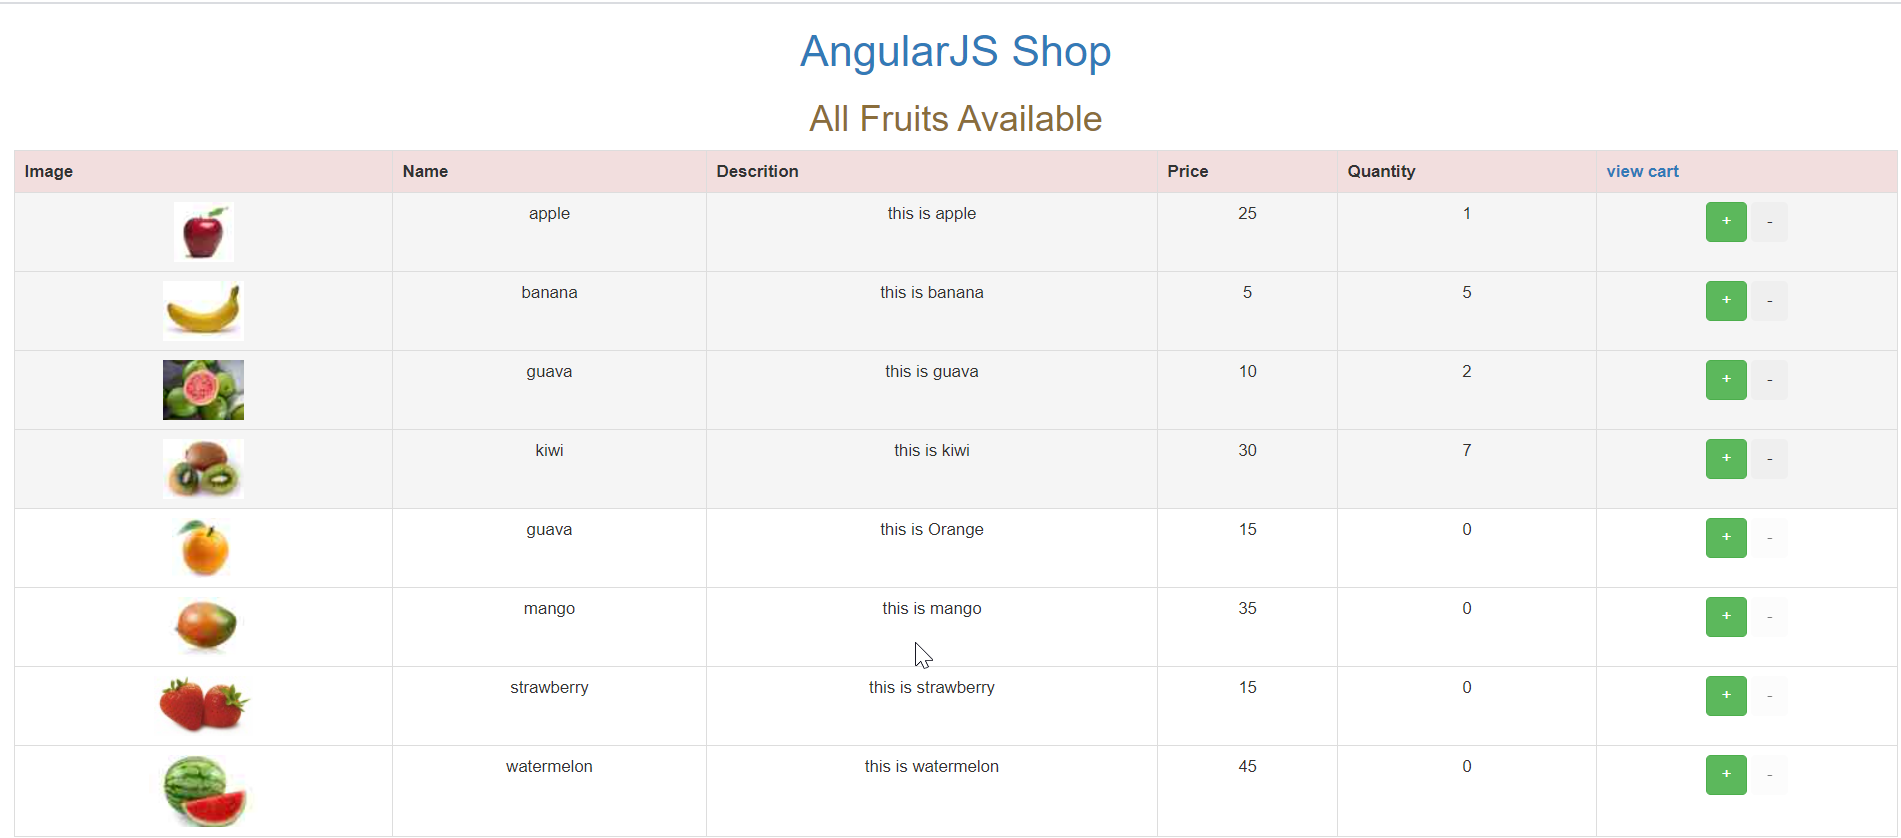 AngularJS Shop
All Fruits Available
Image Name Descrition Price Quantity view cart
apple this is apple 25 1 + -
banana this is banana 5 5 + -
guava this is guava 10 2 + -
kiwi this is kiwi 30 7 + -
guava this is Orange 15 0 + -
mango this is mango 35 0 + -
strawberry this is strawberry 15 0 + -
watermelon this is watermelon 45 0 + -